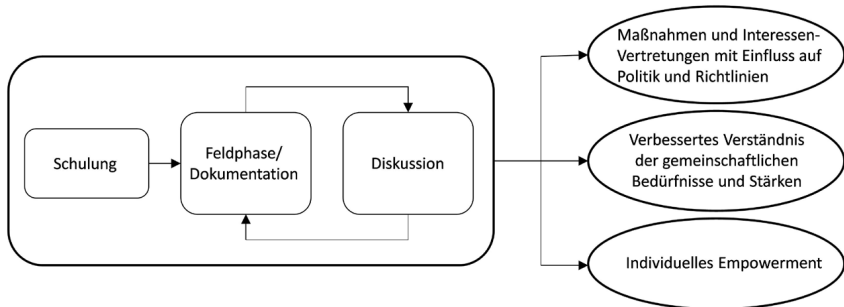 Schulung
Feldphase/
Dokumentation
Diskussion
Maßnahmen und Interessen-
Vertretungen mit Einfluss auf
Politik und Richtlinien
Verbessertes Verständnis
der gemeinschaftlichen
Bedürfnisse und Stärken
Individuelles Empowerment